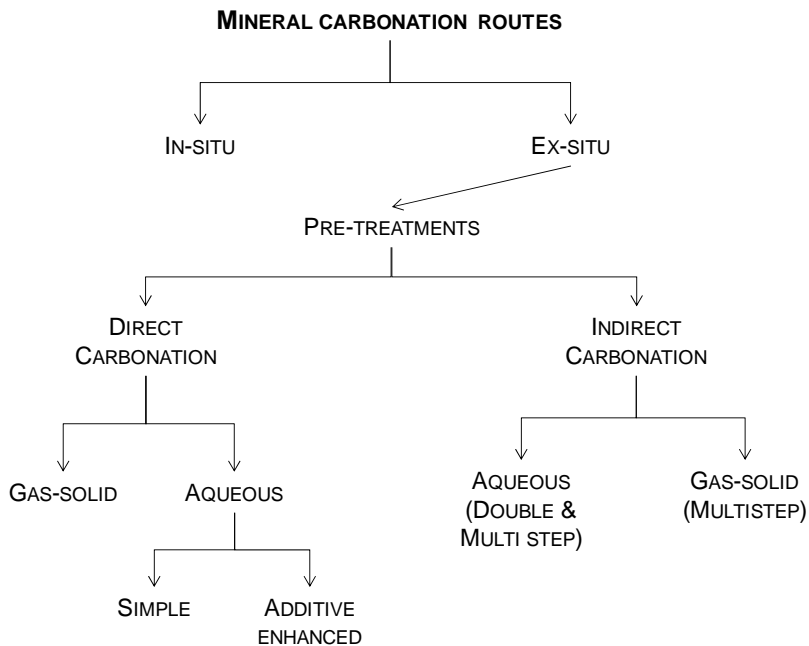 MINERAL CARBONATION ROUTES
IN-SITU
EX-SITU
PRE-TREATMENTS
DIRECT
CARBONATION
INDIRECT
CARBONATION
GAS-SOLID
AQUEOUS
AQUEOUS
(DOUBLE &
MULTI STEP)
GAS-SOLID
(MULTISTEP)
SIMPLE
ADDITIVE
ENHANCED